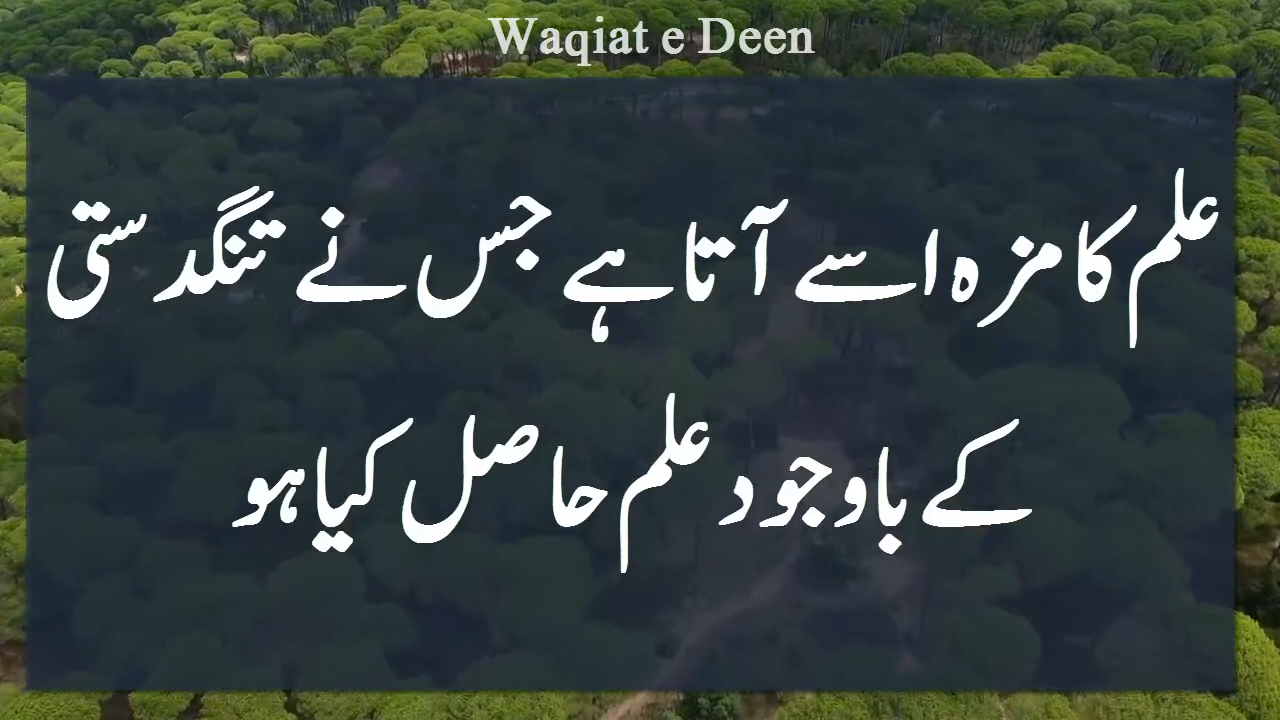 Waqiat e Deen
علم کا مزہ اسے آتا ہے جس نے تنگدستی
کے باوجود علم حاصل کیا ہو